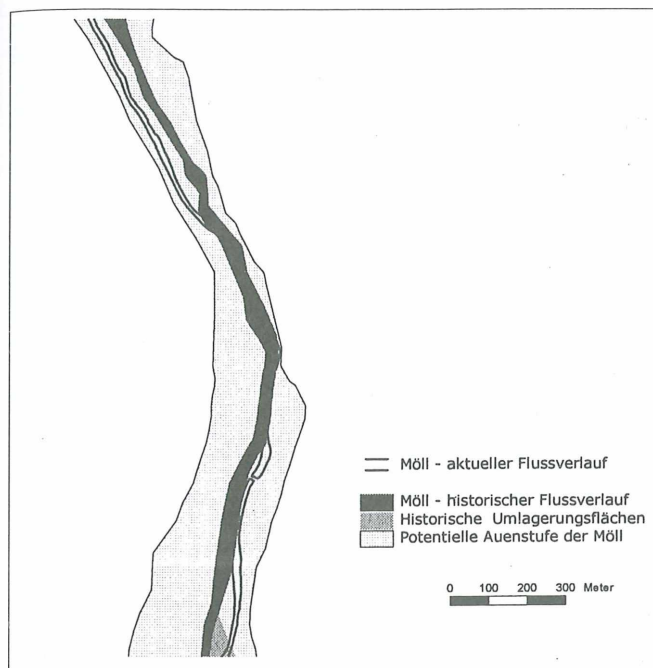 Möll - aktueller Flussverlauf
Möll - historischer Flussverlauf
Historische Umlagerungsflächen
Potentielle Auenstufe der Möll
0 100 200 300 Meter